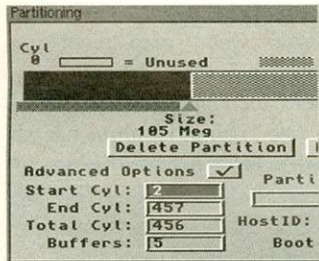 Partitioning
Cyl
0 = Unused
Size:
105 Meg
Delete Partition
Advanced Options
Start Cyl: 2
End Cyl: 457
Total Cyl: 456
Buffers: 5
Parti
HostID:
Boot